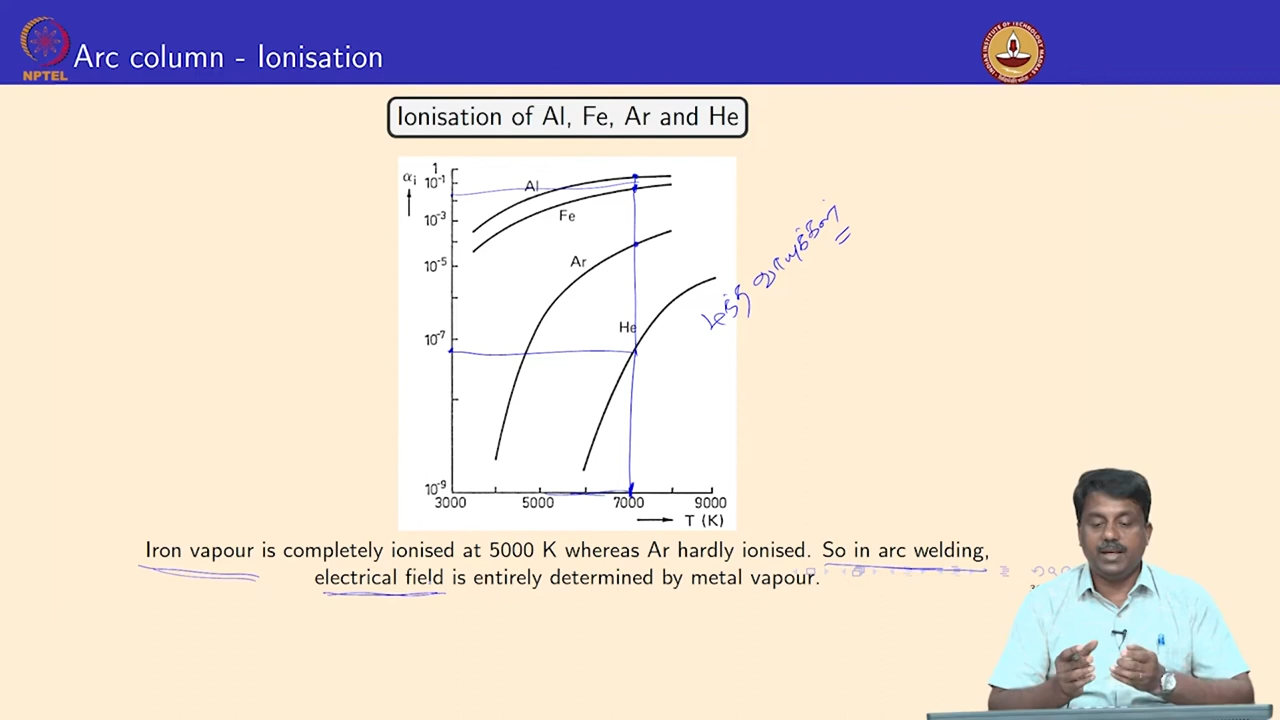 Arc column - Ionisation
NPTEL
Ionisation of Al, Fe, Ar and He
αi
1
10-1
10-3
10-5
10-7
10-9
Al
Fe
Ar
He
3000 5000 7000 9000
T (K)
வாயுக்கள்
Iron vapour is completely ionised at 5000 K whereas Ar hardly ionised. So in arc welding,
electrical field is entirely determined by metal vapour.